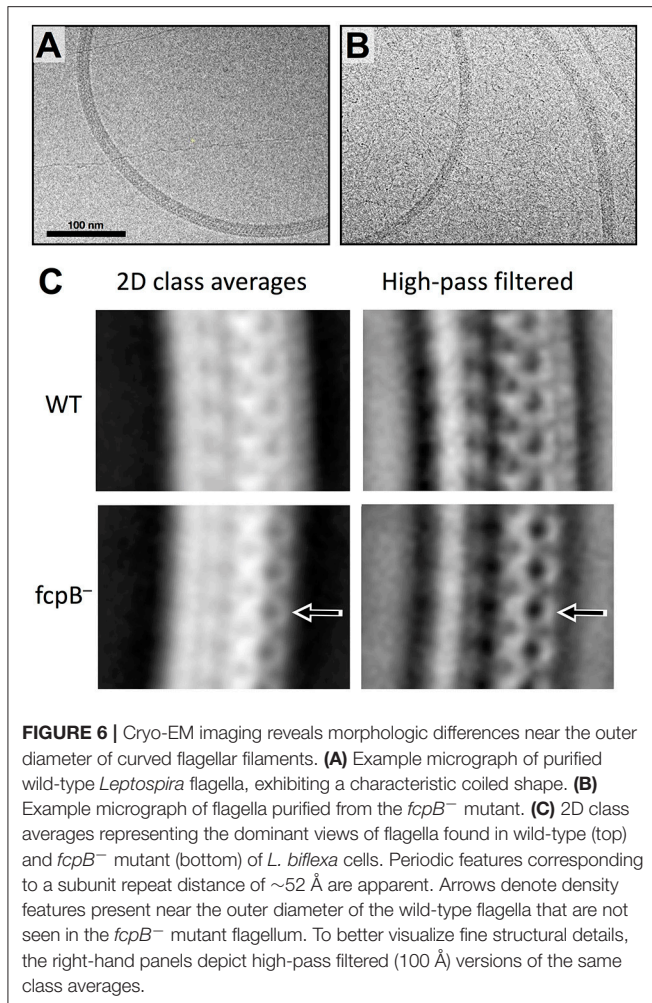 A
B
100 nm
C
2D class averages
High-pass filtered
WT
fcpB⁻
FIGURE 6 | Cryo-EM imaging reveals morphologic differences near the outer
diameter of curved flagellar filaments. (A) Example micrograph of purified
wild-type Leptospira flagella, exhibiting a characteristic coiled shape. (B)
Example micrograph of flagella purified from the fcpB⁻ mutant. (C) 2D class
averages representing the dominant views of flagella found in wild-type (top)
and fcpB⁻ mutant (bottom) of L. biflexa cells. Periodic features corresponding
to a subunit repeat distance of ∼52 Å are apparent. Arrows denote density
features present near the outer diameter of the wild-type flagella that are not
seen in the fcpB⁻ mutant flagellum. To better visualize fine structural details,
the right-hand panels depict high-pass filtered (100 Å) versions of the same
class averages.